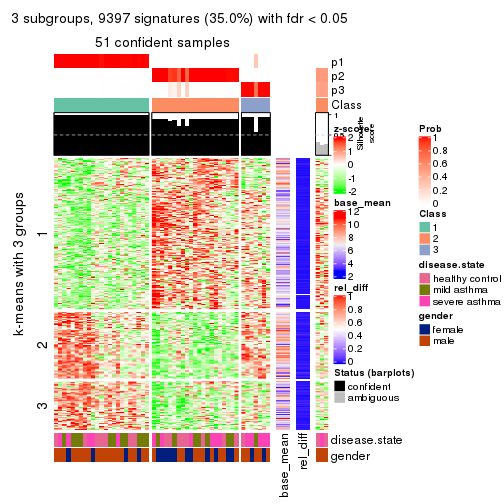 3 subgroups, 9397 signatures (35.0%) with fdr < 0.05
51 confident samples
p1
p2
p3
Class
1
Silhouette
score
z-score
2
1
0
-1
-2
base_mean
12
10
8
6
4
2
rel_diff
1
0.8
0.6
0.4
0.2
0
Status (barplots)
confident
ambiguous
Prob
1
0.8
0.6
0.4
0.2
0
Class
1
2
3
disease.state
healthy control
mild asthma
severe asthma
gender
female
male
k-means with 3 groups
1
2
3
disease.state
gender
base_mean
rel_diff